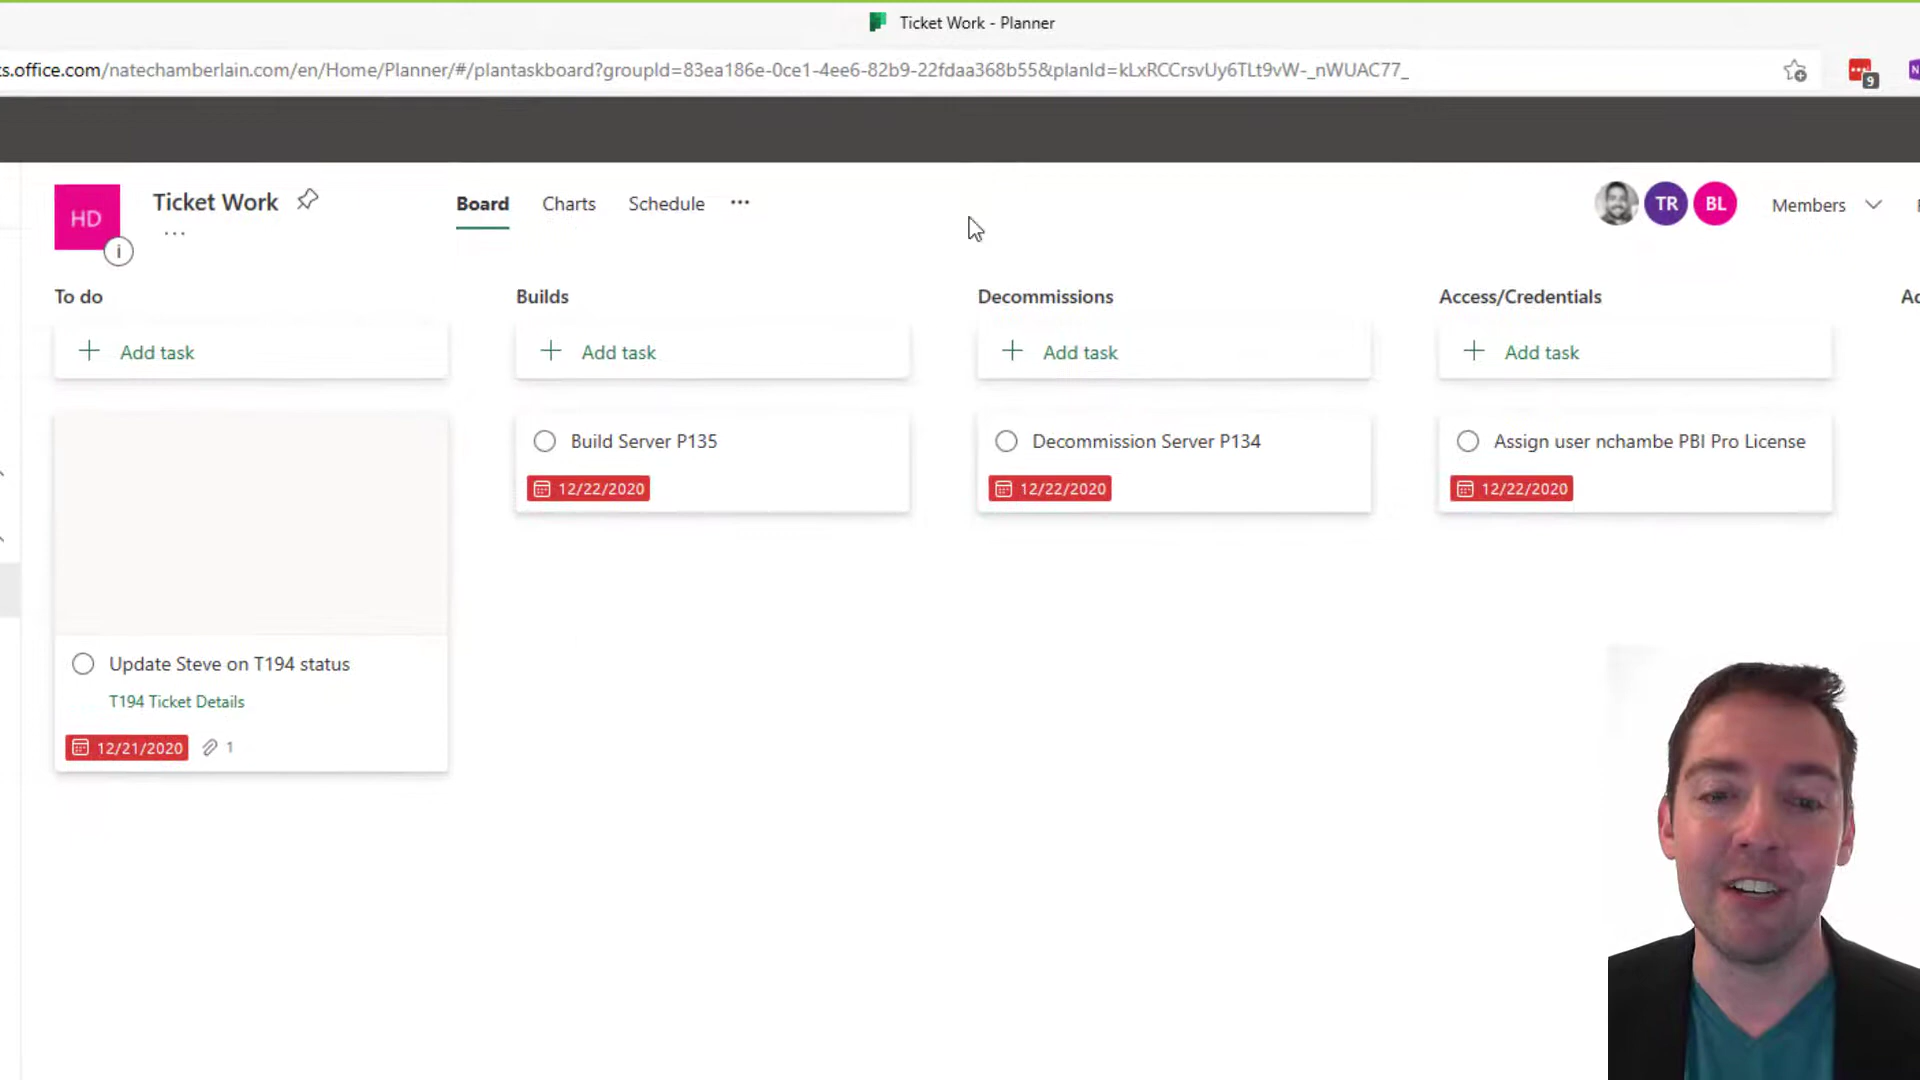 Ticket Work - Planner
s.office.com/natechamberlain.com/en/Home/Planner/#/plantaskboard?groupId=83ea186e-0ce1-4ee6-82b9-22fdaa368b55&planId=kLxRCCrsvUy6TLt9vW-_nWUAC77_
9
HD
i
Ticket Work
Board
Charts
Schedule
TR
BL
Members
To do
Add task
Update Steve on T194 status
T194 Ticket Details
12/21/2020
1
Builds
Add task
Build Server P135
12/22/2020
Decommissions
Add task
Decommission Server P134
12/22/2020
Access/Credentials
Add task
Assign user nchambe PBI Pro License
12/22/2020